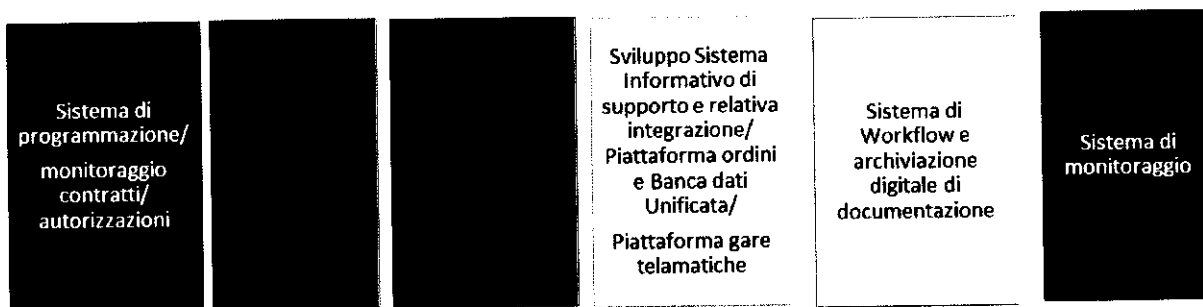 Sistema di
programmazione/
monitoraggio
contratti/
autorizzazioni
Sviluppo Sistema
Informativo di
supporto e relativa
integrazione/
Piattaforma ordini
e Banca dati
Unificata/
Piattaforma gare
telamatiche
Sistema di
Workflow e
archiviazione
digitale di
documentazione
Sistema di
monitoraggio